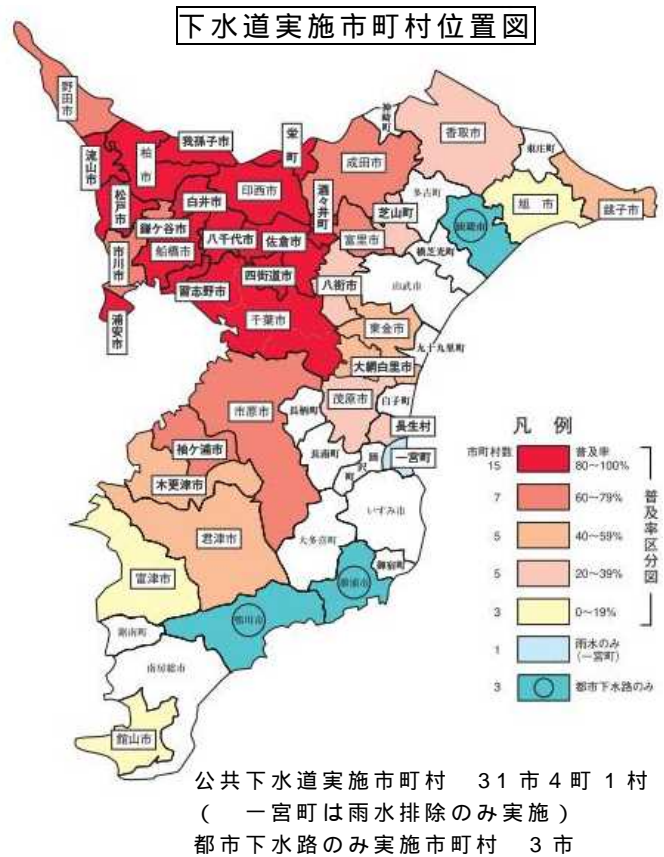 下水道実施市町村位置図
野田市
我孫子市
栄町
神崎町
香取市
東庄町
流山市
柏市
成田市
印西市
酒々井町
多古町
旭市
銚子市
松戸市
白井市
芝山町
匝瑳市
鎌ケ谷市
八千代市
佐倉市
富里市
横芝光町
市川市
船橋市
四街道市
八街市
山武市
習志野市
千葉市
東金市
九十九里町
浦安市
大網白里市
市原市
長柄町
茂原市
白子町
長生村
袖ケ浦市
長南町
睦沢町
一宮町
木更津市
いすみ市
君津市
大多喜町
御宿町
富津市
勝浦市
鴨川市
鋸南町
南房総市
館山市
凡例
市町村数
普及率
15
80～100%
7
60～79%
5
40～59%
5
20～39%
3
0～19%
普及率区分図
1
雨水のみ
(一宮町)
3
都市下水路のみ
公共下水道実施市町村 31市4町1村
( 一宮町は雨水排除のみ実施)
都市下水路のみ実施市町村 3市